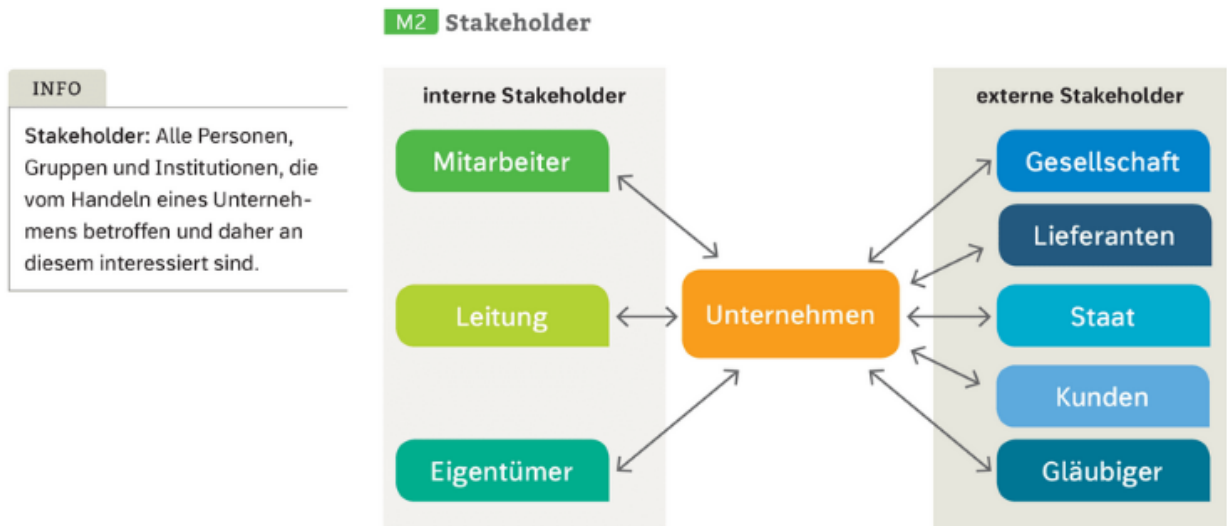 M2 Stakeholder
INFO
Stakeholder: Alle Personen,
Gruppen und Institutionen, die
vom Handeln eines Unterneh-
mens betroffen und daher an
diesem interessiert sind.
interne Stakeholder
Mitarbeiter
Leitung
Eigentümer
Unternehmen
externe Stakeholder
Gesellschaft
Lieferanten
Staat
Kunden
Gläubiger